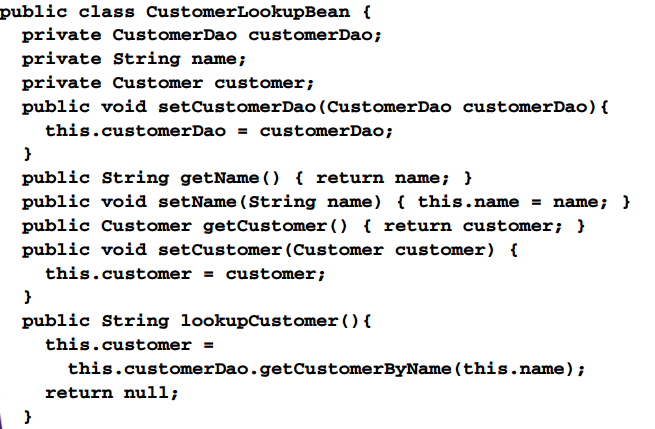 public class CustomerLookupBean {
private CustomerDao customerDao;
private String name;
private Customer customer;
public void setCustomerDao(CustomerDao customerDao){
this.customerDao = customerDao;
}
public String getName() { return name; }
public void setName(String name) { this.name = name; }
public Customer getCustomer() { return customer; }
public void setCustomer(Customer customer) {
this.customer = customer;
}
public String lookupCustomer(){
this.customer =
this.customerDao.getCustomerByName(this.name);
return null;
}